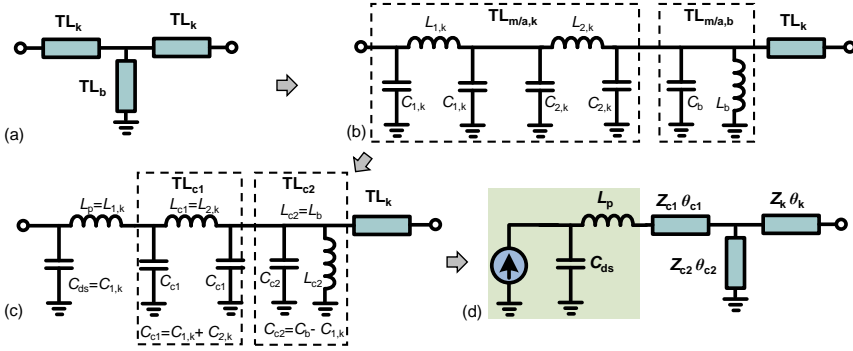 TLk
TLk
TLb
(a)
TLm/a,k
TLm/a,b
TLk
L1,k
L2,k
C1,k
C1,k
C2,k
C2,k
Cb
Lb
(b)
TLc1
TLc2
TLk
Lp=L1,k
Lc1=L2,k
Lc2=Lb
Cds=C1,k
Cc1
Cc1
Cc2
Lc2
(c)
Cc1=C1,k+ C2,k
Cc2=Cb- C1,k
Lp
Zc1 θc1
Zk θk
Cds
Zc2 θc2
(d)